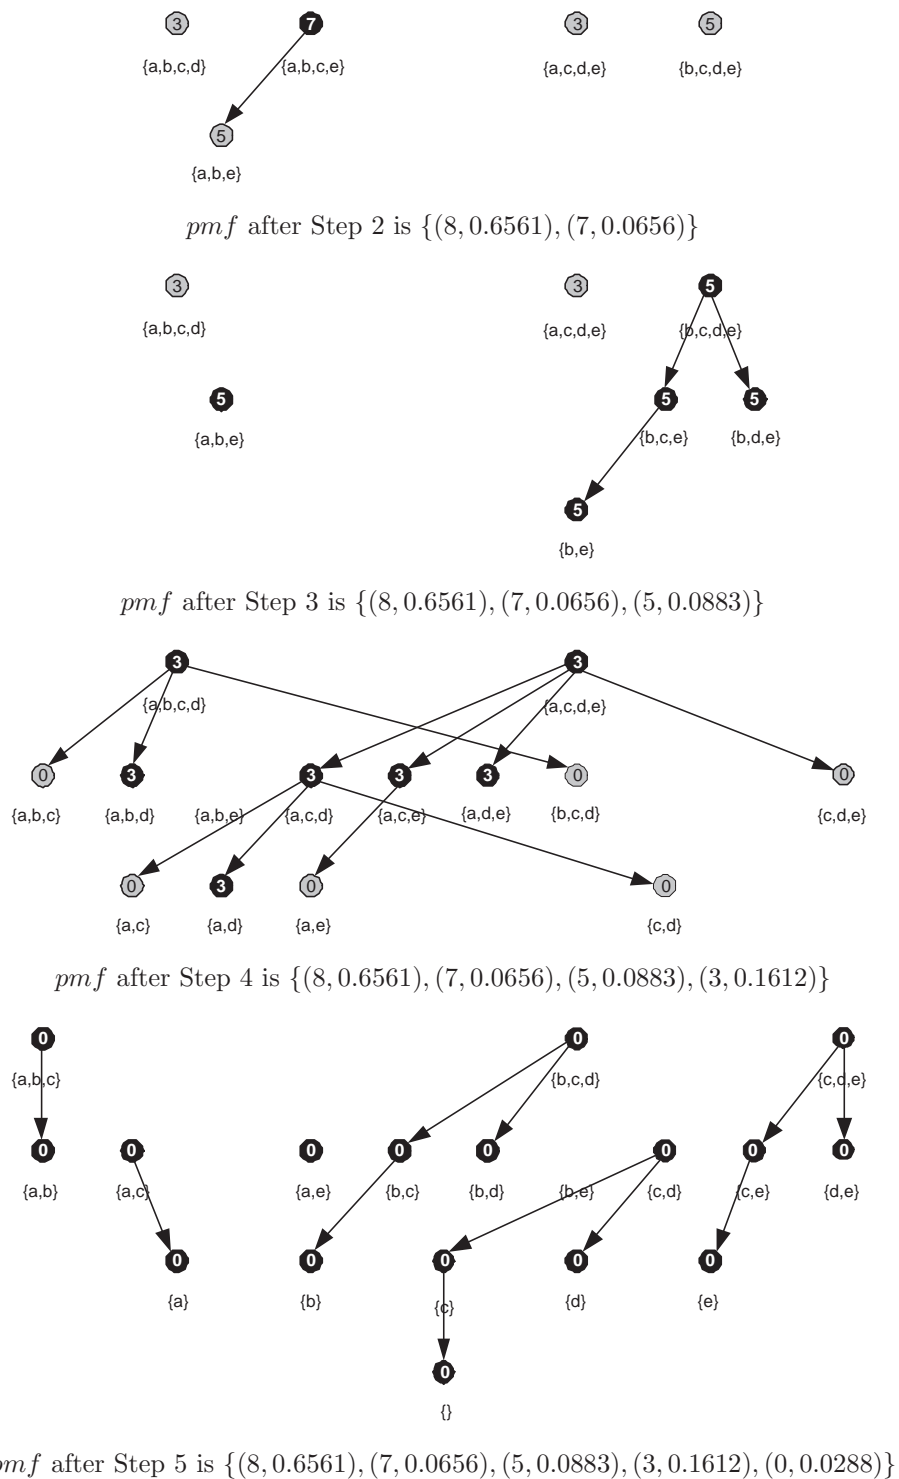 3 7 3 5
{a,b,c,d} {a,b,c,e} {a,c,d,e} {b,c,d,e}
5
{a,b,e}
pmf after Step 2 is {(8, 0.6561), (7, 0.0656)}
3 3 5
{a,b,c,d} {a,c,d,e} {b,c,d,e}
5 5 5
{a,b,e} {b,c,e} {b,d,e}
5
{b,e}
pmf after Step 3 is {(8, 0.6561), (7, 0.0656), (5, 0.0883)}
3 3
{a,b,c,d} {a,c,d,e}
0 3 3 3 3 0 0
{a,b,c} {a,b,d} {a,b,e} {a,c,d} {a,c,e} {a,d,e} {b,c,d} {c,d,e}
0 3 0 0
{a,c} {a,d} {a,e} {c,d}
pmf after Step 4 is {(8, 0.6561), (7, 0.0656), (5, 0.0883), (3, 0.1612)}
0 0 0
{a,b,c} {b,c,d} {c,d,e}
0 0 0 0 0 0 0 0
{a,b} {a,c} {a,e} {b,c} {b,d} {b,e} {c,d} {c,e} {d,e}
0 0 0 0 0
{a} {b} {c} {d} {e}
0
{}
pmf after Step 5 is {(8, 0.6561), (7, 0.0656), (5, 0.0883), (3, 0.1612), (0, 0.0288)}